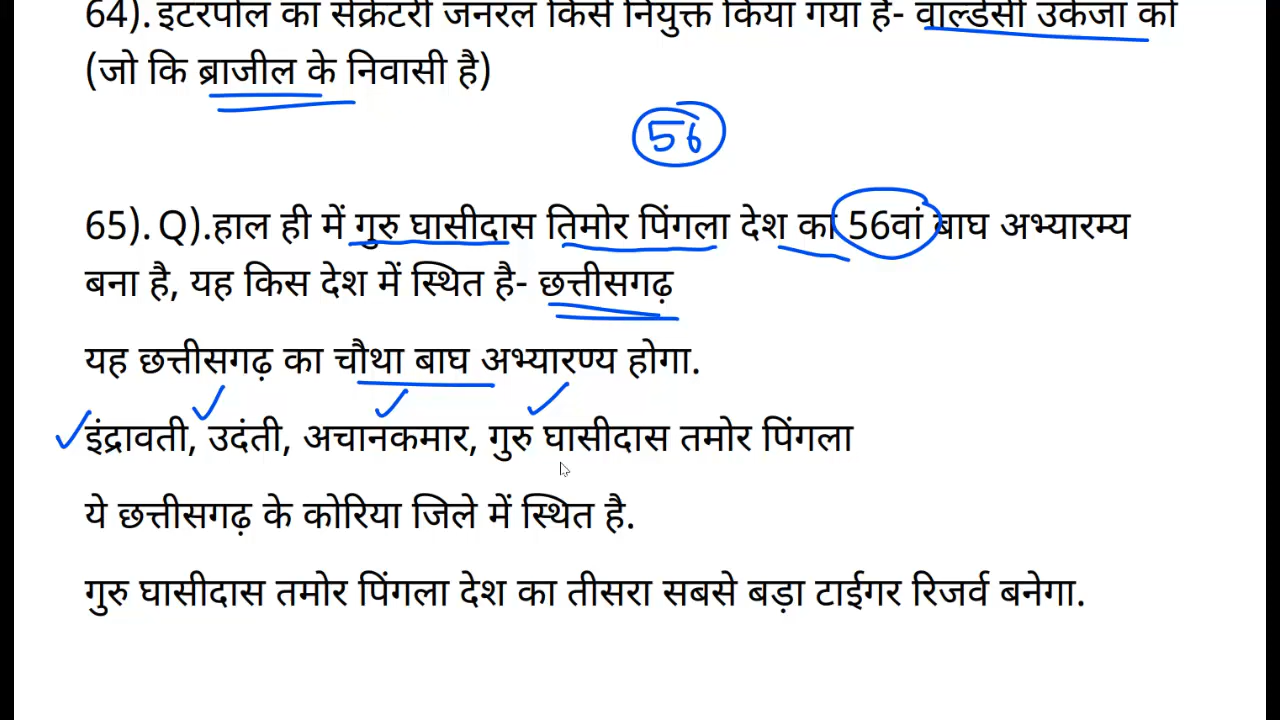 64). इंटरपोल का सेक्रेटरी जनरल किसे नियुक्त किया गया है- वाल्डेसी उर्केजा को
(जो कि ब्राजील के निवासी है)
56
65). Q).हाल ही में गुरु घासीदास तिमोर पिंगला देश का 56वां बाघ अभ्यारम्य
बना है, यह किस देश में स्थित है- छत्तीसगढ़
यह छत्तीसगढ़ का चौथा बाघ अभ्यारण्य होगा.
इंद्रावती, उदंती, अचानकमार, गुरु घासीदास तमोर पिंगला
ये छत्तीसगढ़ के कोरिया जिले में स्थित है.
गुरु घासीदास तमोर पिंगला देश का तीसरा सबसे बड़ा टाईगर रिजर्व बनेगा.